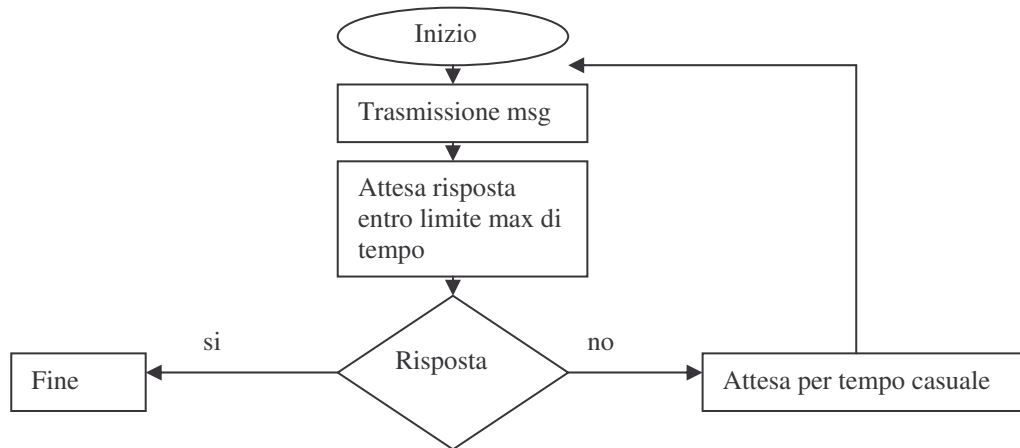 Inizio
Trasmissione msg
Attesa risposta
entro limite max di
tempo
si
Risposta
no
Fine
Attesa per tempo casuale